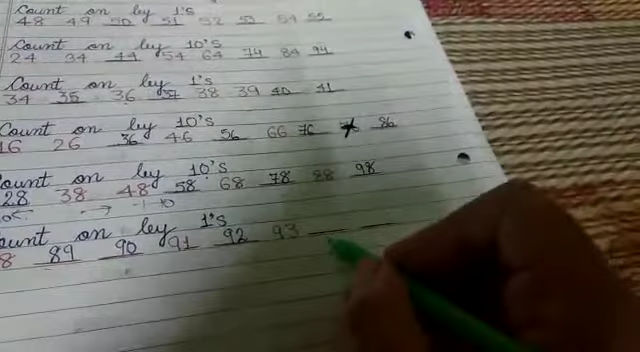 Count on by 1's
48 49 50 51 52 53 54 55
Count on by 10's
24 34 44 54 64 74 84 94
Count on by 1's
34 35 36 37 38 39 40 41
Count on by 10's
16 26 36 46 56 66 76 86
ount on by 10's
28 38 48 58 68 78 88 98
ount on by 1's
8 89 90 91 92 93